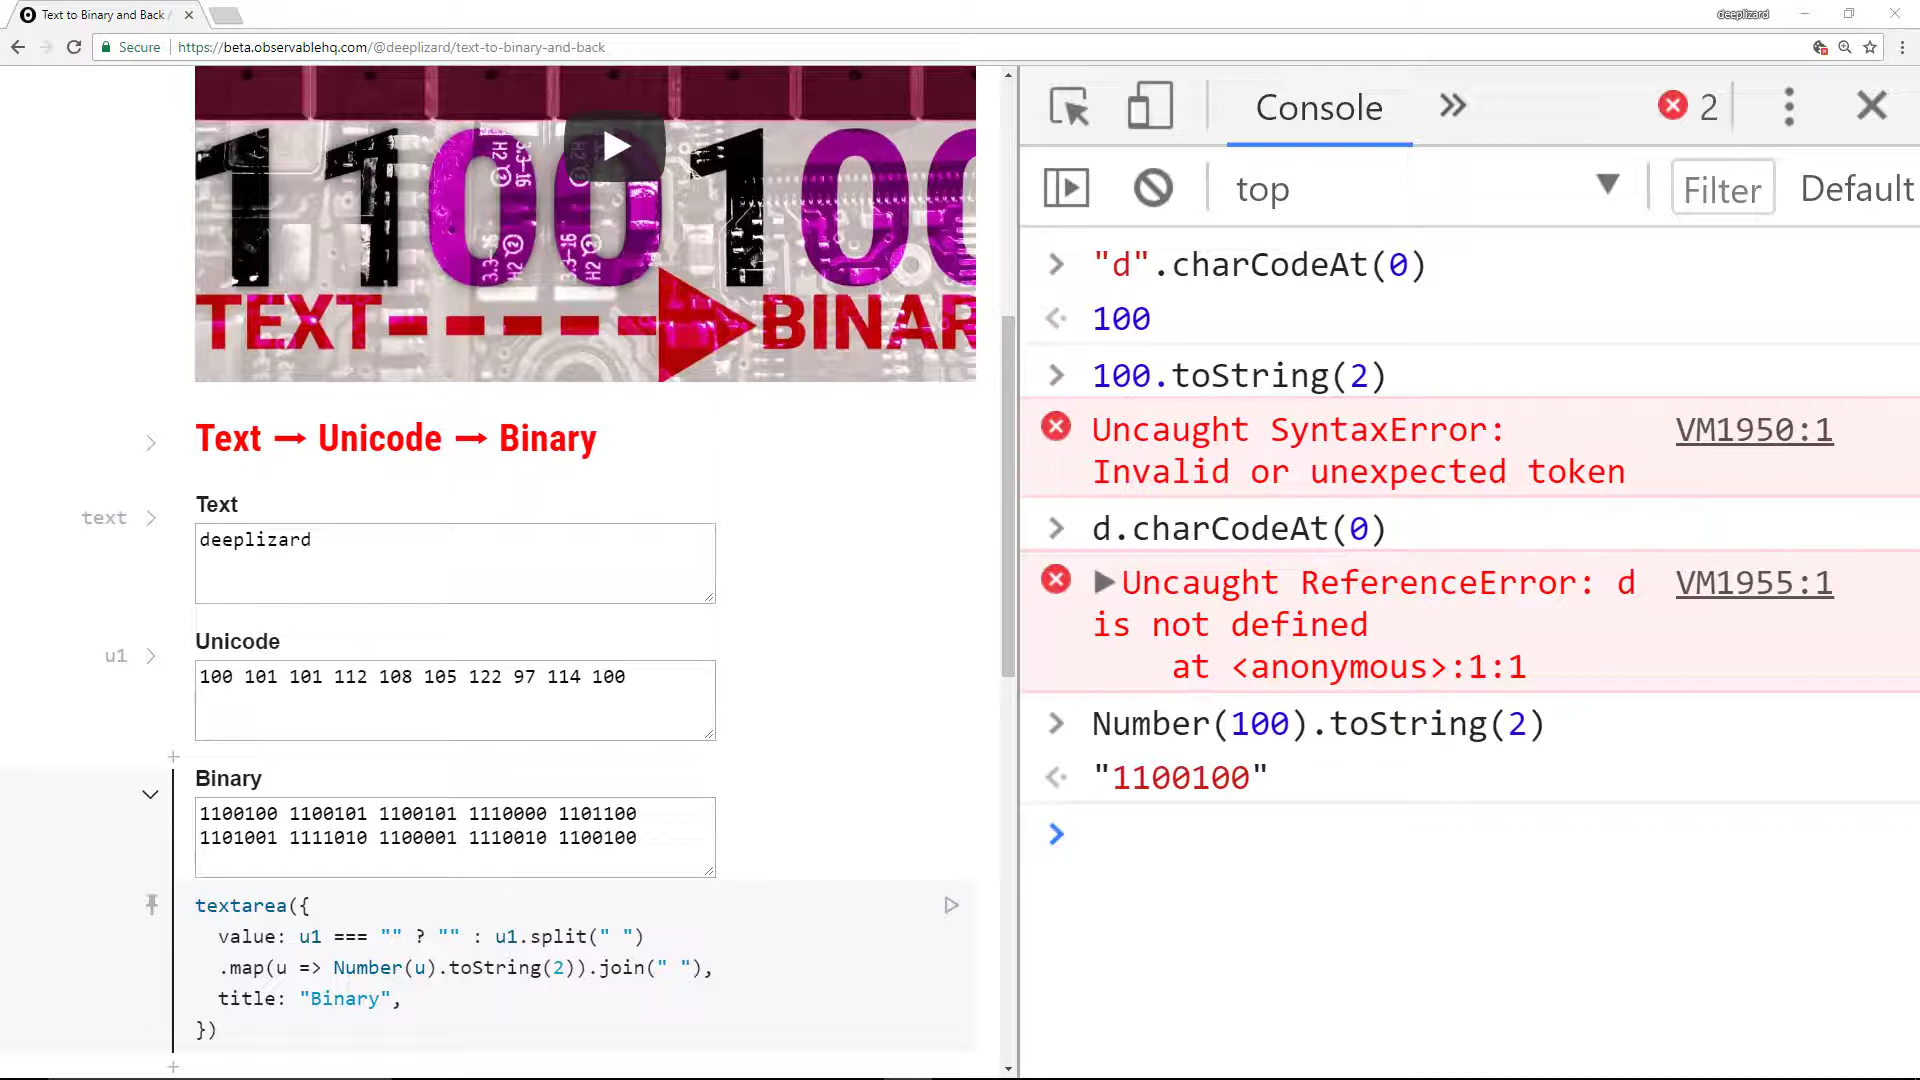 Text to Binary and Back /
deeplizard
Secure
https://beta.observablehq.com/@deeplizard/text-to-binary-and-back
1100100
TEXT
BINAR
Text → Unicode → Binary
text
Text
deeplizard
u1
Unicode
100 101 101 112 108 105 122 97 114 100
Binary
1100100 1100101 1100101 1110000 1101100
1101001 1111010 1100001 1110010 1100100
textarea({
value: u1 === "" ? "" : u1.split(" ")
.map(u => Number(u).toString(2)).join(" "),
title: "Binary",
})
Console
2
top
Filter
Default
"d".charCodeAt(0)
100
100.toString(2)
Uncaught SyntaxError: VM1950:1
Invalid or unexpected token
d.charCodeAt(0)
Uncaught ReferenceError: d VM1955:1
is not defined
at <anonymous>:1:1
Number(100).toString(2)
"1100100"